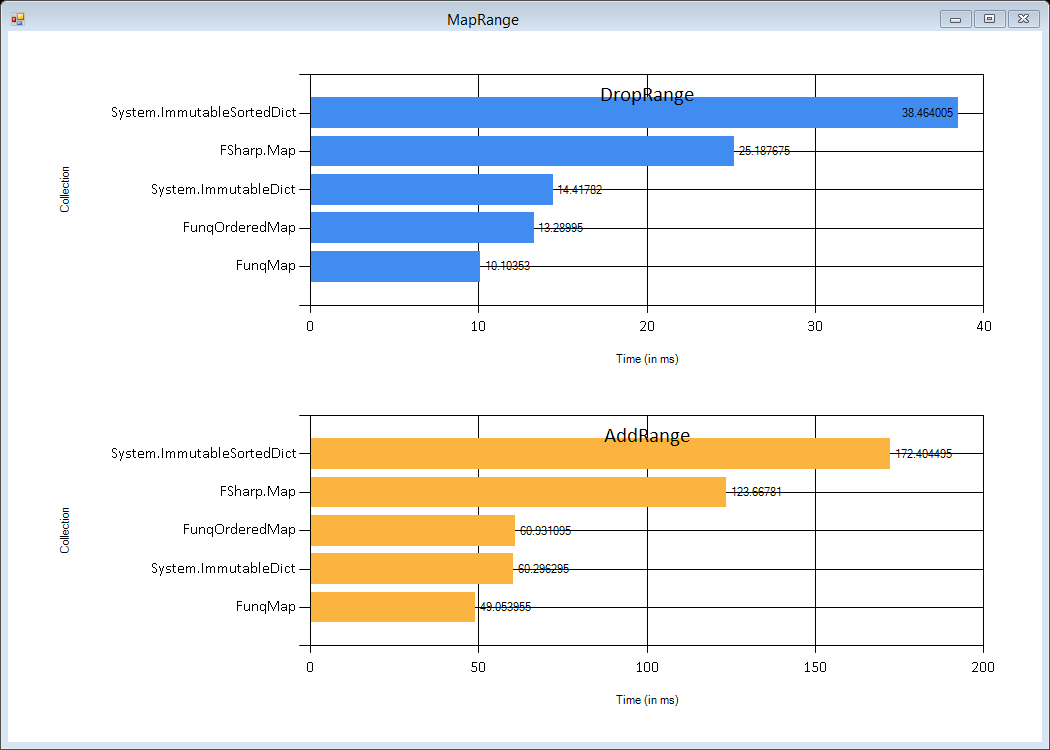 MapRange
DropRange
Collection
System.ImmutableSortedDict
38.464005
FSharp.Map
25.187675
System.ImmutableDict
14.41782
FunqOrderedMap
13.28995
FunqMap
10.10353
0 10 20 30 40
Time (in ms)
AddRange
Collection
System.ImmutableSortedDict
172.404495
FSharp.Map
123.66781
FunqOrderedMap
60.931095
System.ImmutableDict
60.296295
FunqMap
49.053955
0 50 100 150 200
Time (in ms)